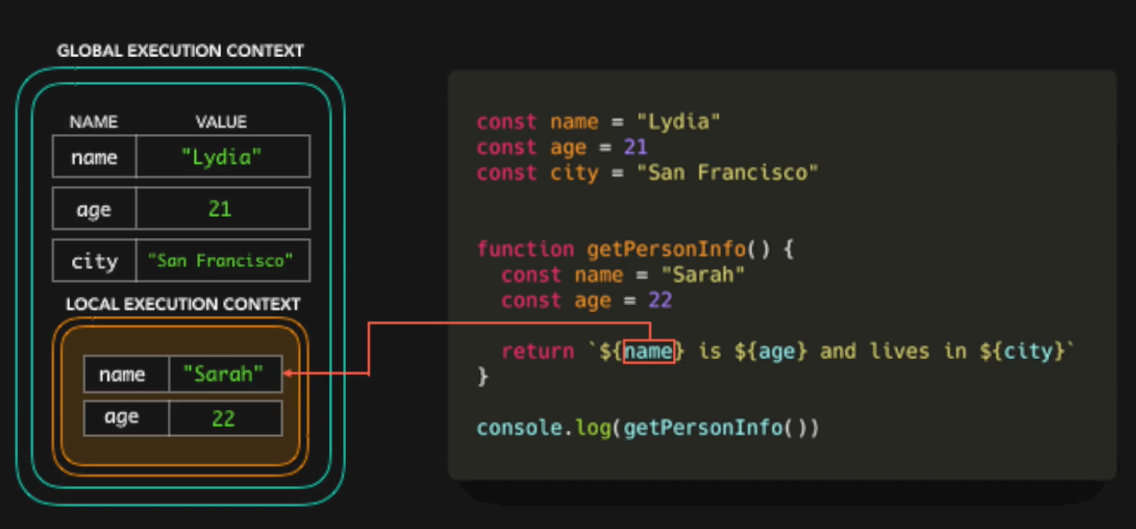 GLOBAL EXECUTION CONTEXT
NAME VALUE
name "Lydia"
age 21
city "San Francisco"
LOCAL EXECUTION CONTEXT
name "Sarah"
age 22
const name = "Lydia"
const age = 21
const city = "San Francisco"
function getPersonInfo() {
  const name = "Sarah"
  const age = 22
  return `${name} is ${age} and lives in ${city}`
}
console.log(getPersonInfo())